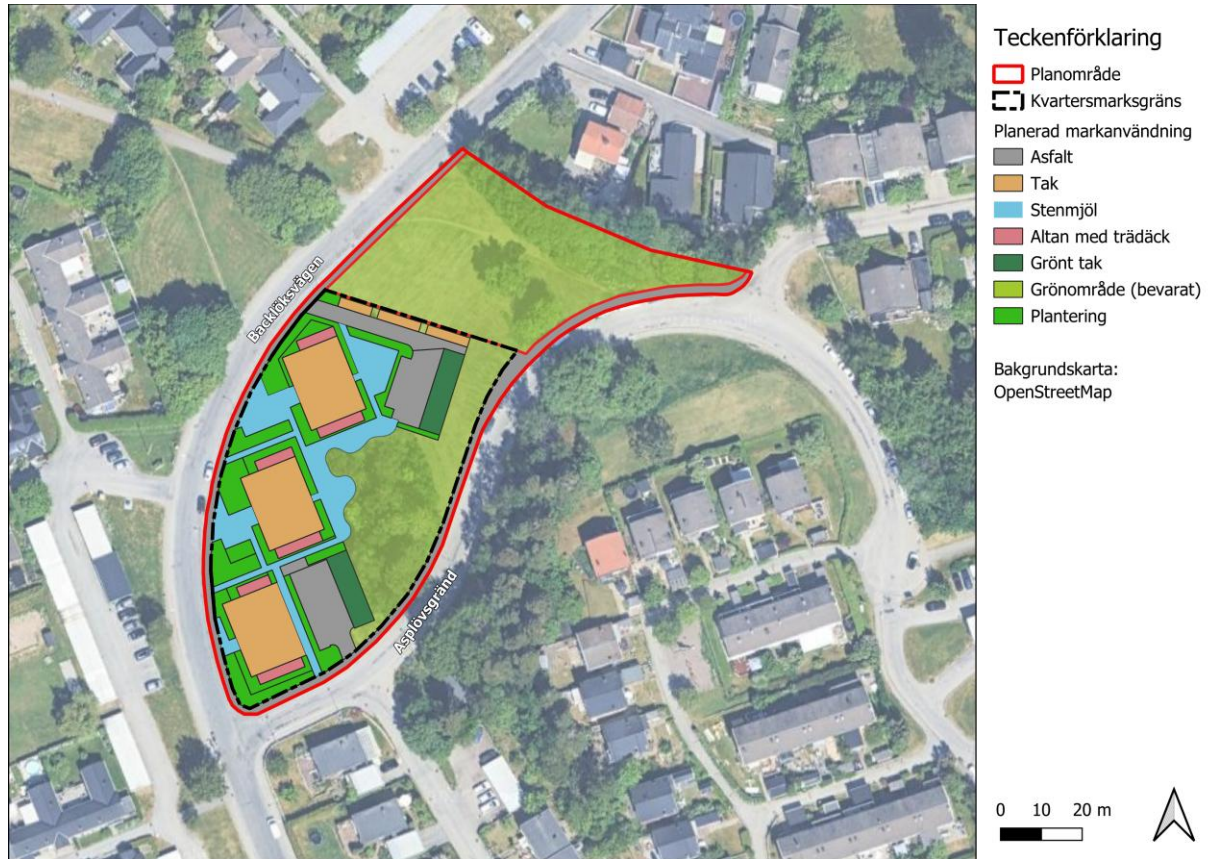 Backlöksvägen
Asplövsgränd
Teckenförklaring
Planområde
Kvartersmarksgräns
Planerad markanvändning
Asfalt
Tak
Stenmjöl
Altan med trädäck
Grönt tak
Grönområde (bevarat)
Plantering
Bakgrundskarta:
OpenStreetMap
0 10 20 m